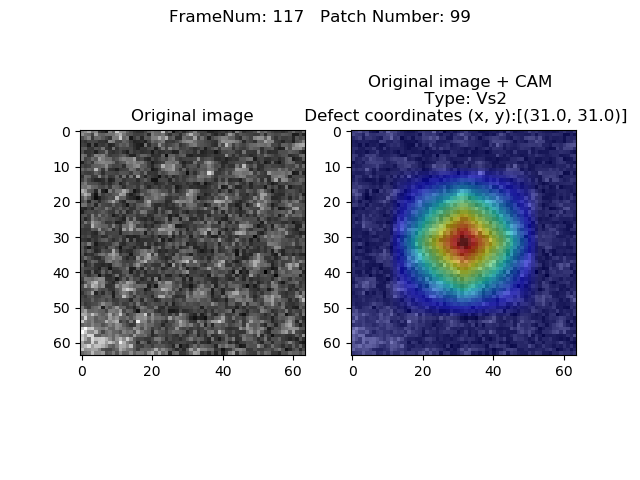 FrameNum: 117   Patch Number: 99
Original image
Original image + CAM
Type: Vs2
Defect coordinates (x, y):[(31.0, 31.0)]
0
10
20
30
40
50
60
0 20 40 60
0
10
20
30
40
50
60
0 20 40 60